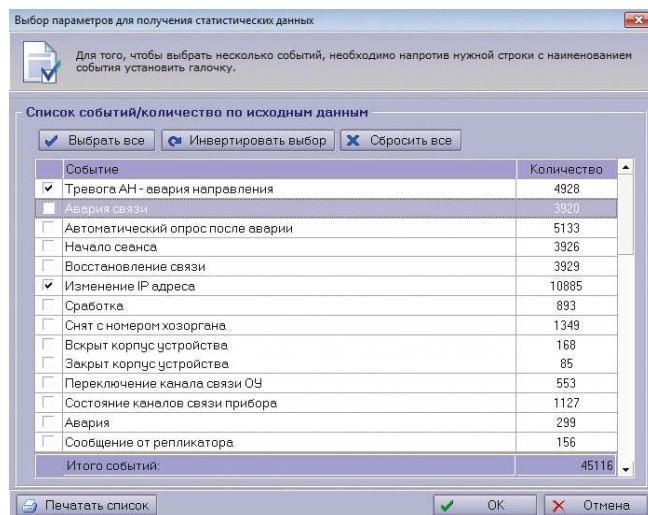 Выбор параметров для получения статистических данных
Для того, чтобы выбрать несколько событий, необходимо напротив нужной строки с наименованием
события установить галочку.
Список событий/количество по исходным данным
Выбрать все Инвертировать выбор Сбросить все
Событие Количество
Тревога АН - авария направления 4928
Авария связи 3920
Автоматический опрос после аварии 5133
Начало сеанса 3926
Восстановление связи 3929
Изменение IP адреса 10885
Сработка 893
Снят с номером хозоргана 1349
Вскрыт корпус устройства 168
Закрыт корпус устройства 85
Переключение канала связи ОУ 553
Состояние каналов связи прибора 1127
Авария 299
Сообщение от репликатора 156
Итого событий: 45116
Печатать список OK Отмена